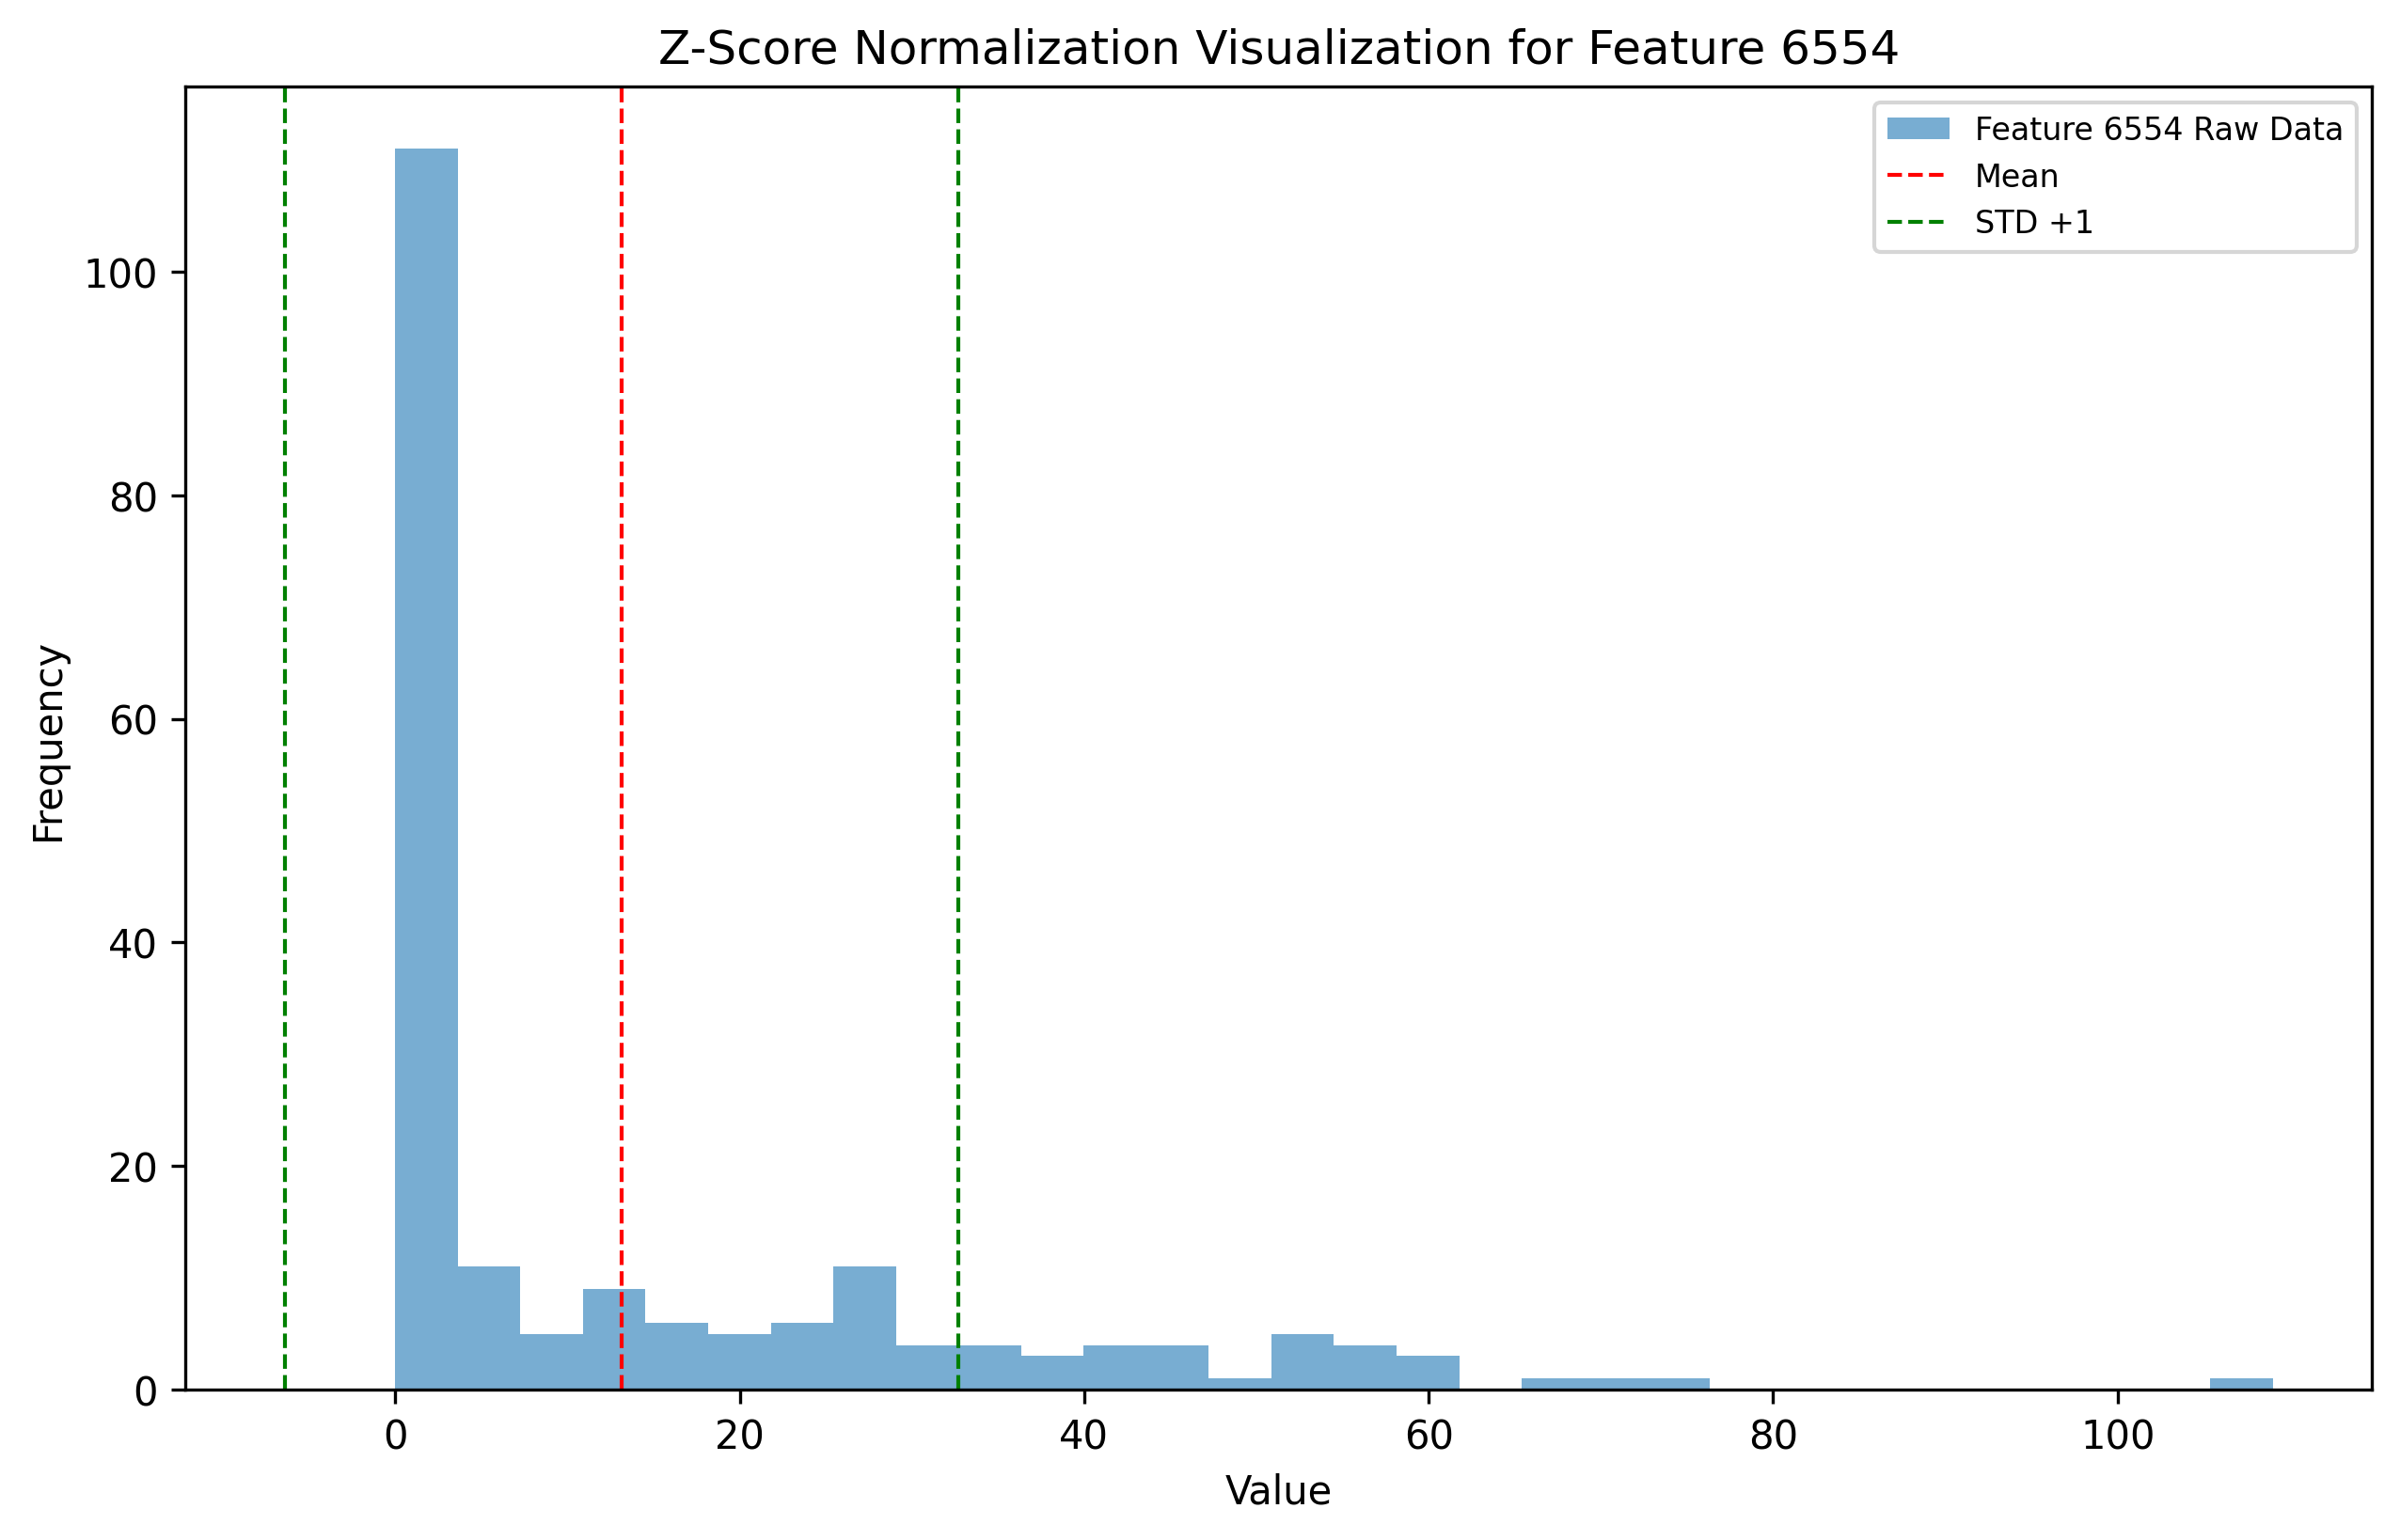 Z-Score Normalization Visualization for Feature 6554
Feature 6554 Raw Data
Mean
STD +1
100
80
60
40
20
0
Frequency
0 20 40 60 80 100
Value